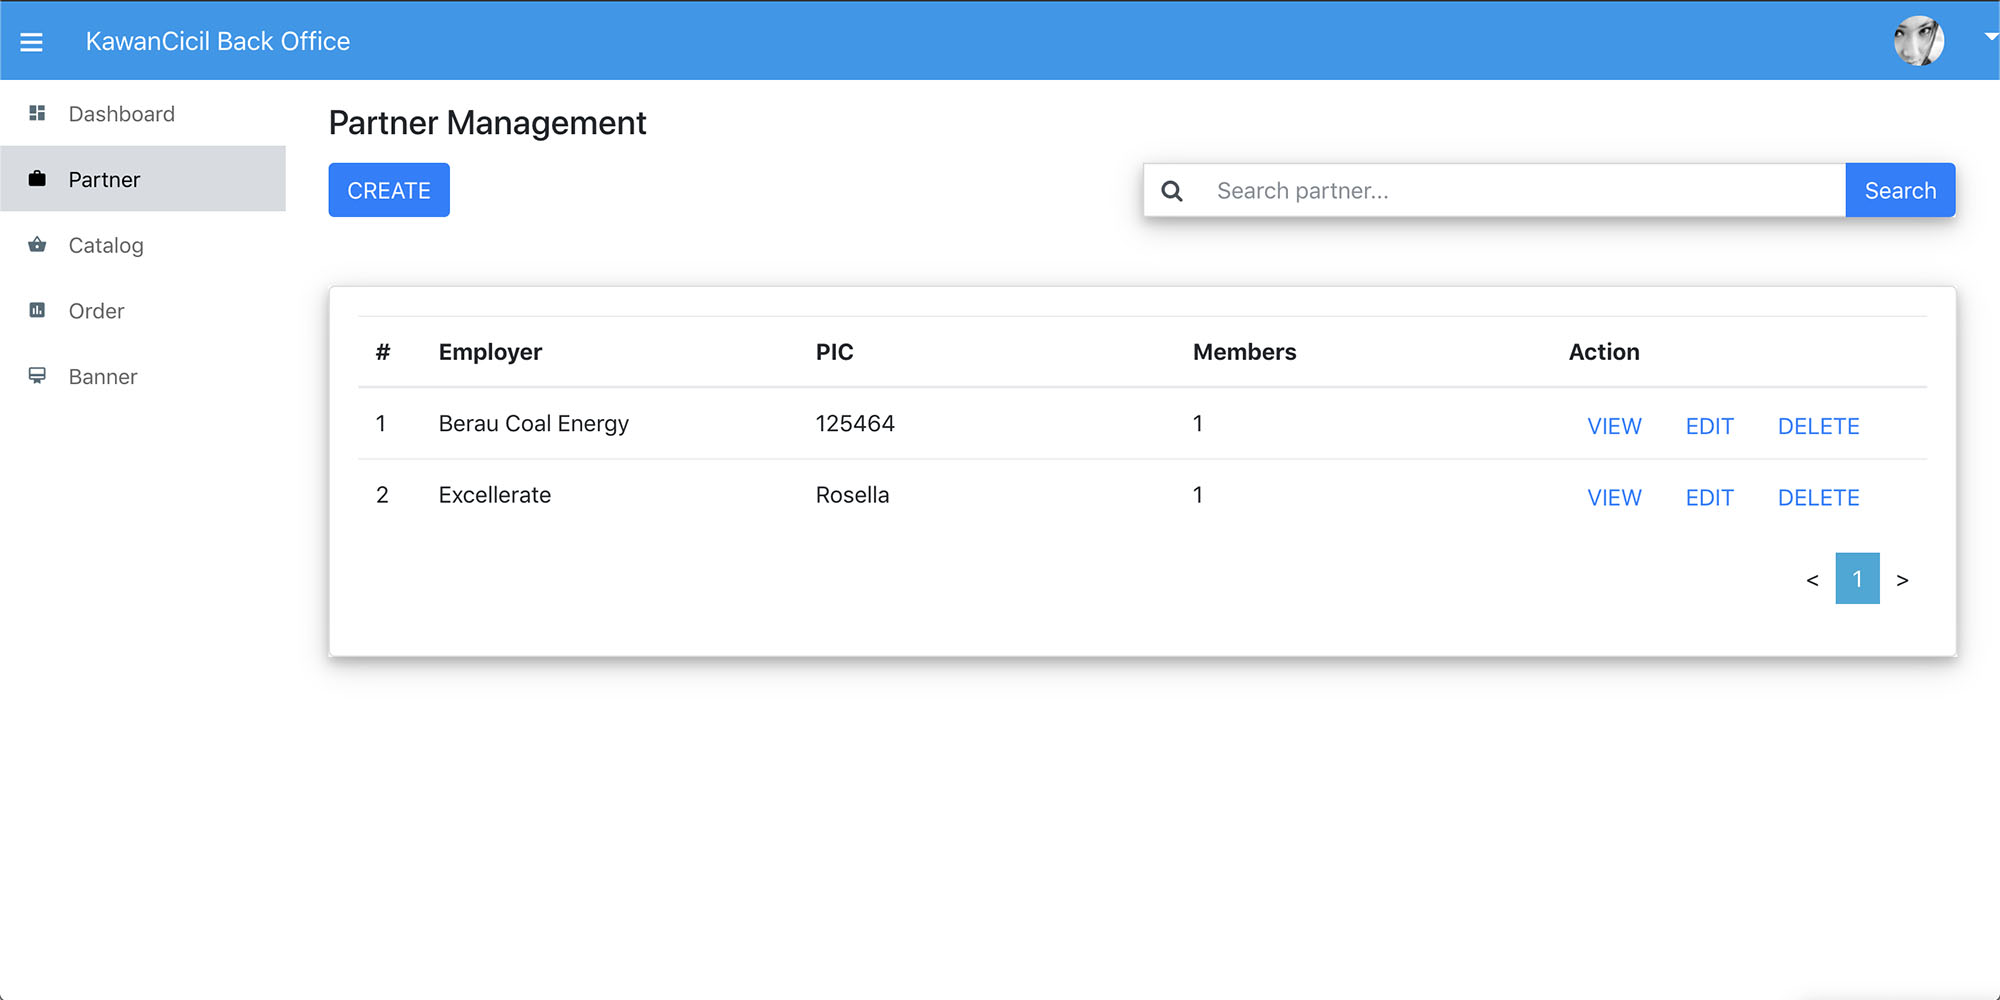 KawanCicil Back Office
Dashboard
Partner
Catalog
Order
Banner
Partner Management
CREATE
Search partner...
Search
# Employer PIC Members Action
1 Berau Coal Energy 125464 1 VIEW EDIT DELETE
2 Excellerate Rosella 1 VIEW EDIT DELETE
< 1 >